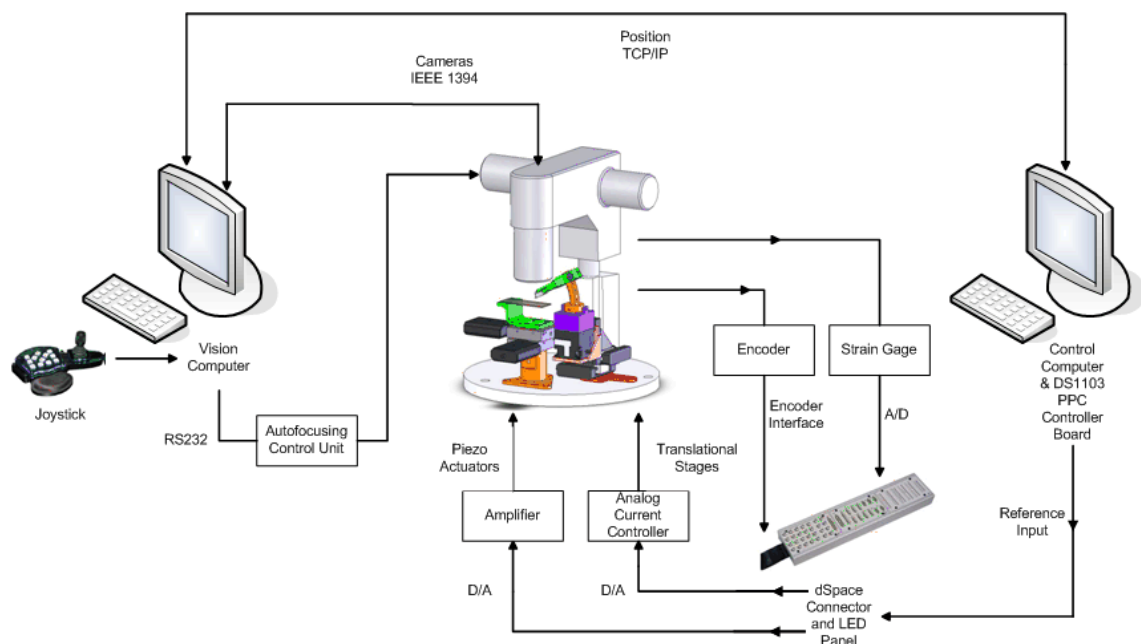 Position
TCP/IP
Cameras
IEEE 1394
Vision
Computer
Joystick
RS232
Autofocusing
Control Unit
Encoder
Strain Gage
Encoder
Interface
A/D
Control
Computer
& DS1103
PPC
Controller
Board
Piezo
Actuators
Translational
Stages
Amplifier
Analog
Current
Controller
Reference
Input
D/A
D/A
dSpace
Connector
and LED
Panel